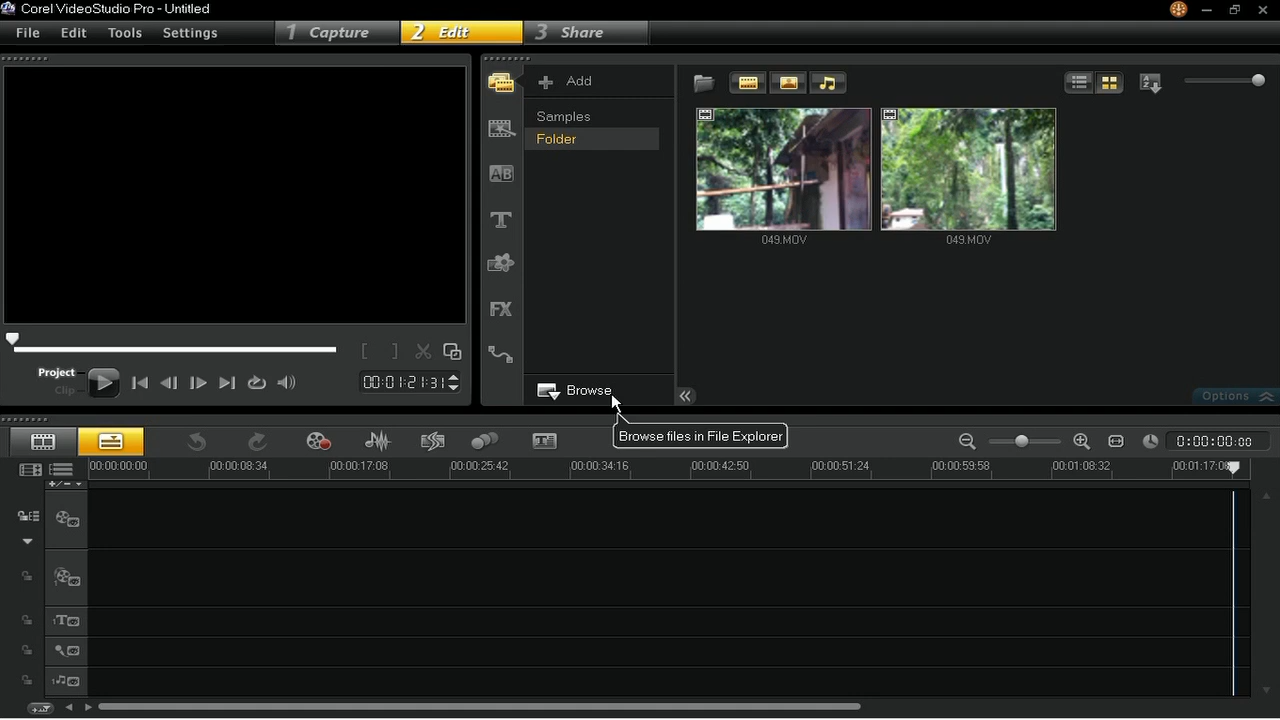 Corel VideoStudio Pro - Untitled
File Edit Tools Settings 1 Capture 2 Edit 3 Share
Add
Samples
Folder
049.MOV 049.MOV
Project
Clip
00:01:21:31
Browse
Options
Browse files in File Explorer
0:00:00:00
00:00:00:00 00:00:08:34 00:00:17:08 00:00:25:42 00:00:34:16 00:00:42:50 00:00:51:24 00:00:59:58 00:01:08:32
AB
T
FX